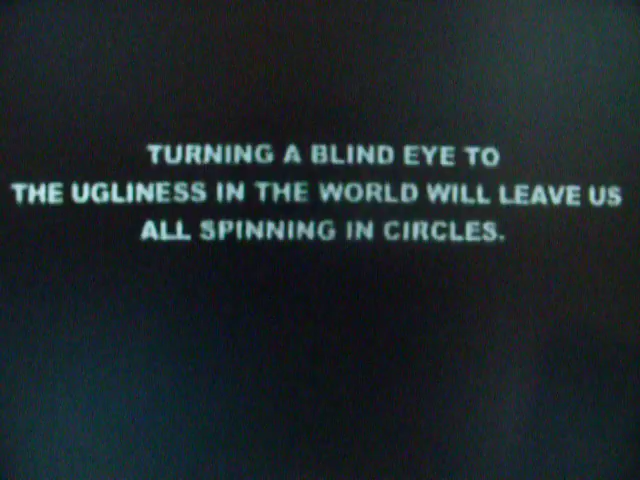 TURNING A BLIND EYE TO
THE UGLINESS IN THE WORLD WILL LEAVE US
ALL SPINNING IN CIRCLES.